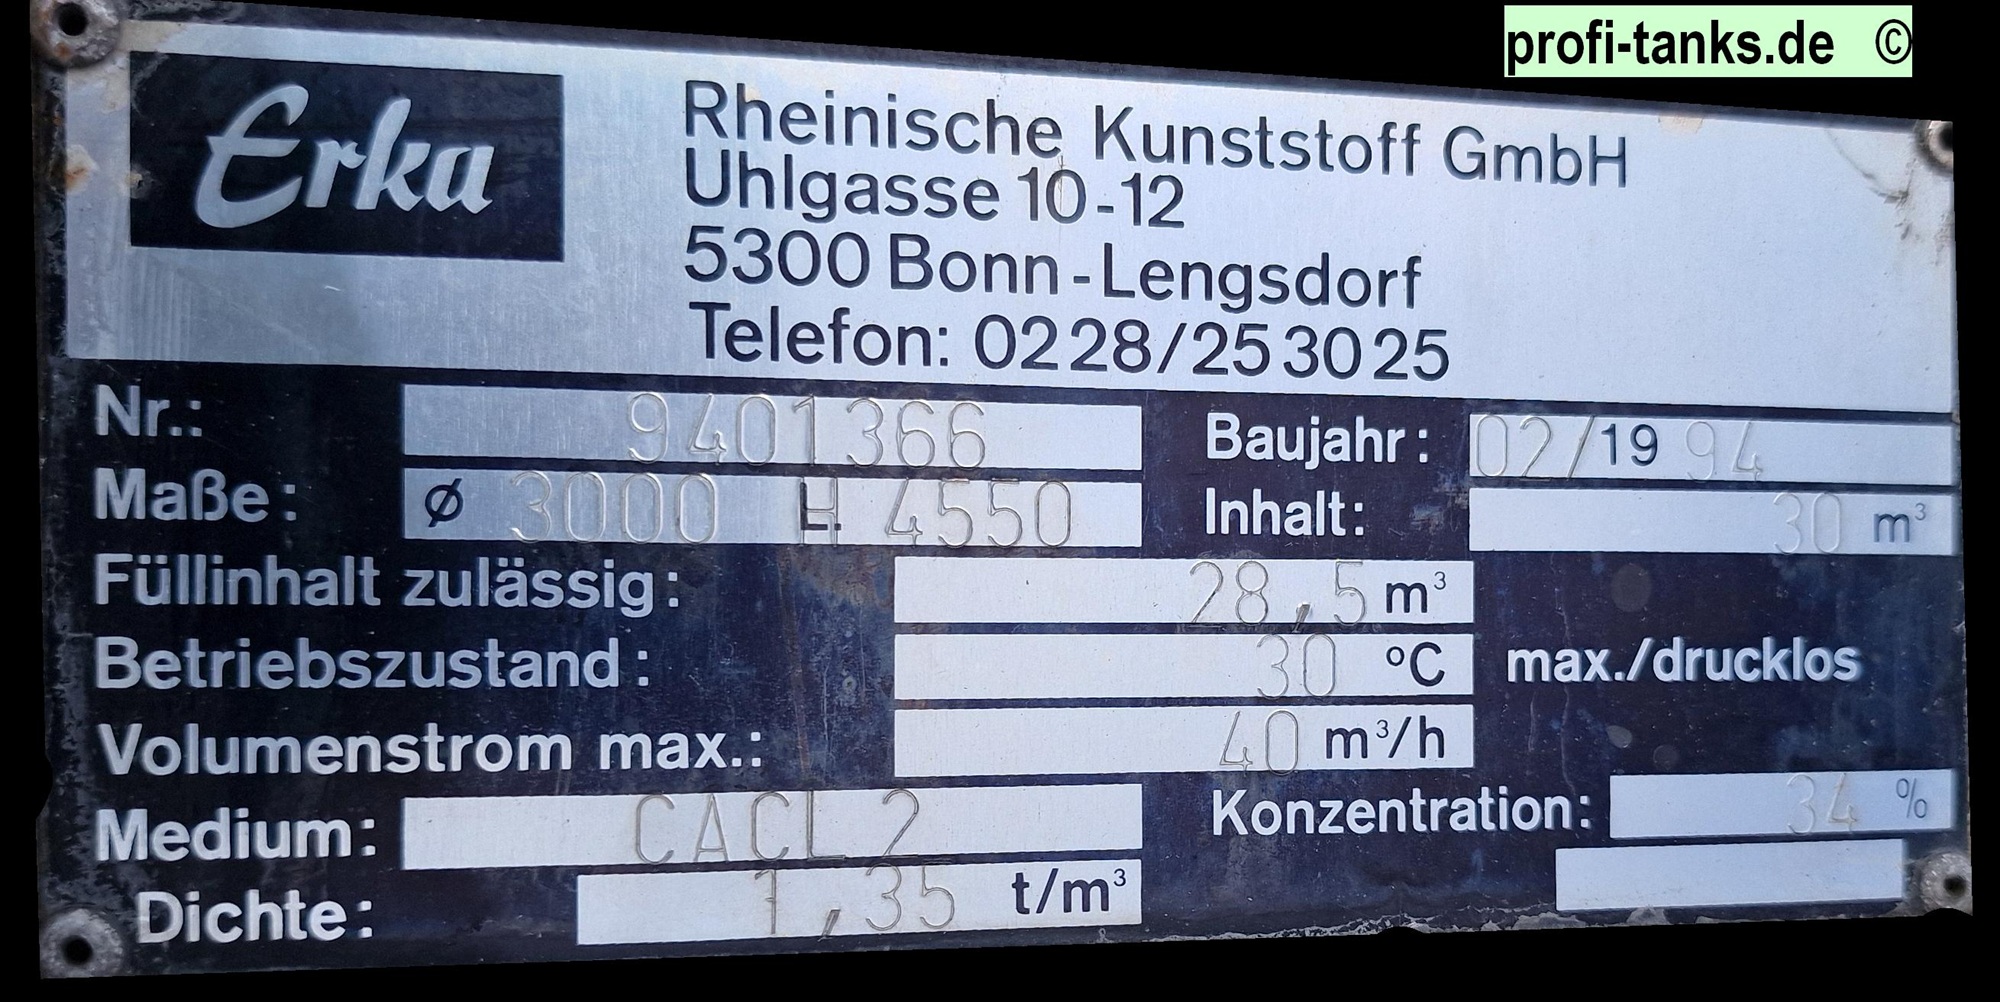 profi-tanks.de ©
Erka
Rheinische Kunststoff GmbH
Uhlgasse 10-12
5300 Bonn-Lengsdorf
Telefon: 0228/253025
Nr.: 9401366 Baujahr: 02/1994
Maße: ø 3000 H 4550 Inhalt: 30 m³
Füllinhalt zulässig: 28,5 m³
Betriebszustand: 30 °C max./drucklos
Volumenstrom max.: 40 m³/h
Medium: CACL2 Konzentration: 34 %
Dichte: 1,35 t/m³